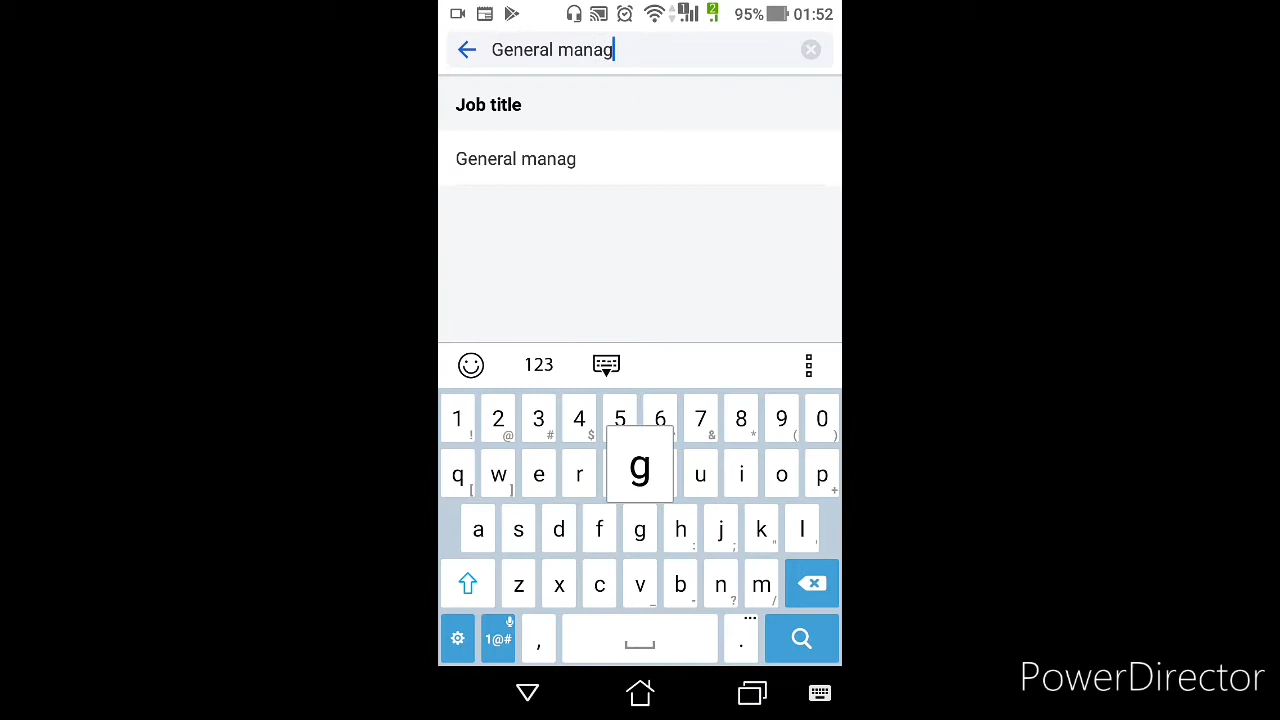 95% 01:52
General manag
Job title
General manag
123
1 2 3 4 5 6 7 8 9 0
! @ # $ & * ( )
g
q w e r u i o p
[ ] +
a s d f g h j k l
: ; " '
z x c v b n m
_ - ? /
1@# , . ...
PowerDirector